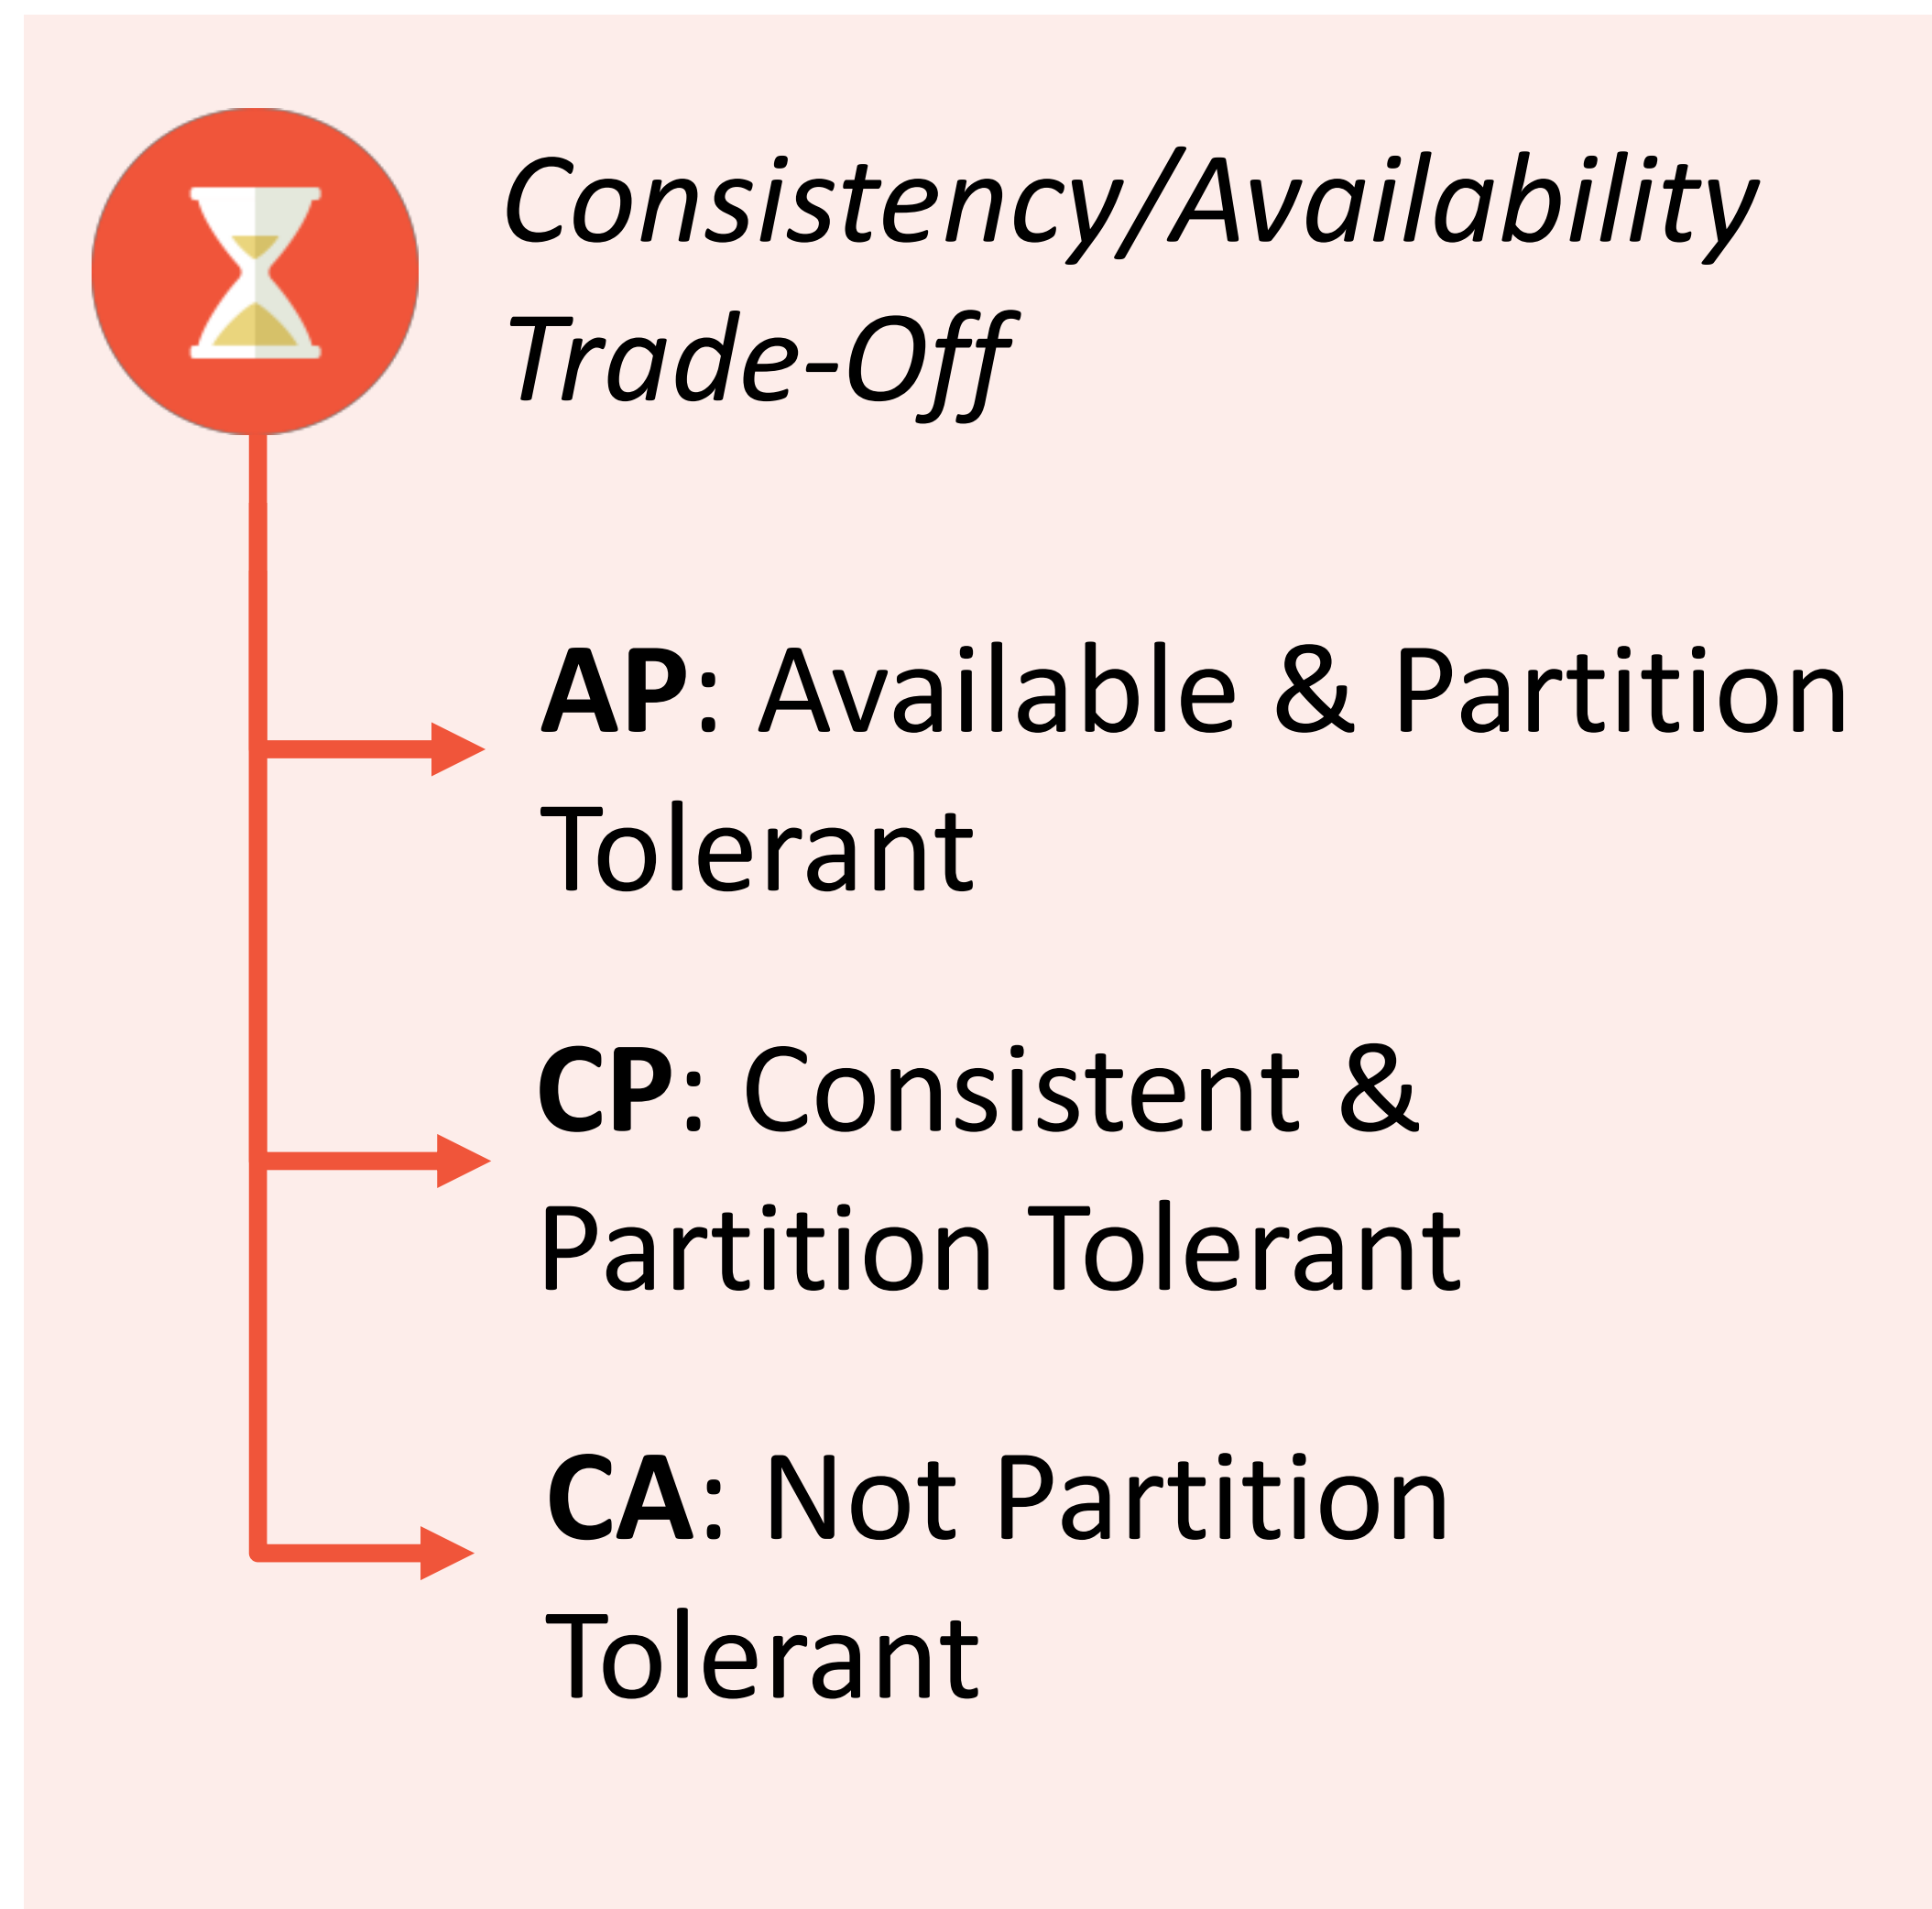 Consistency/Availability
Trade-Off
AP: Available & Partition
Tolerant
CP: Consistent &
Partition Tolerant
CA: Not Partition
Tolerant